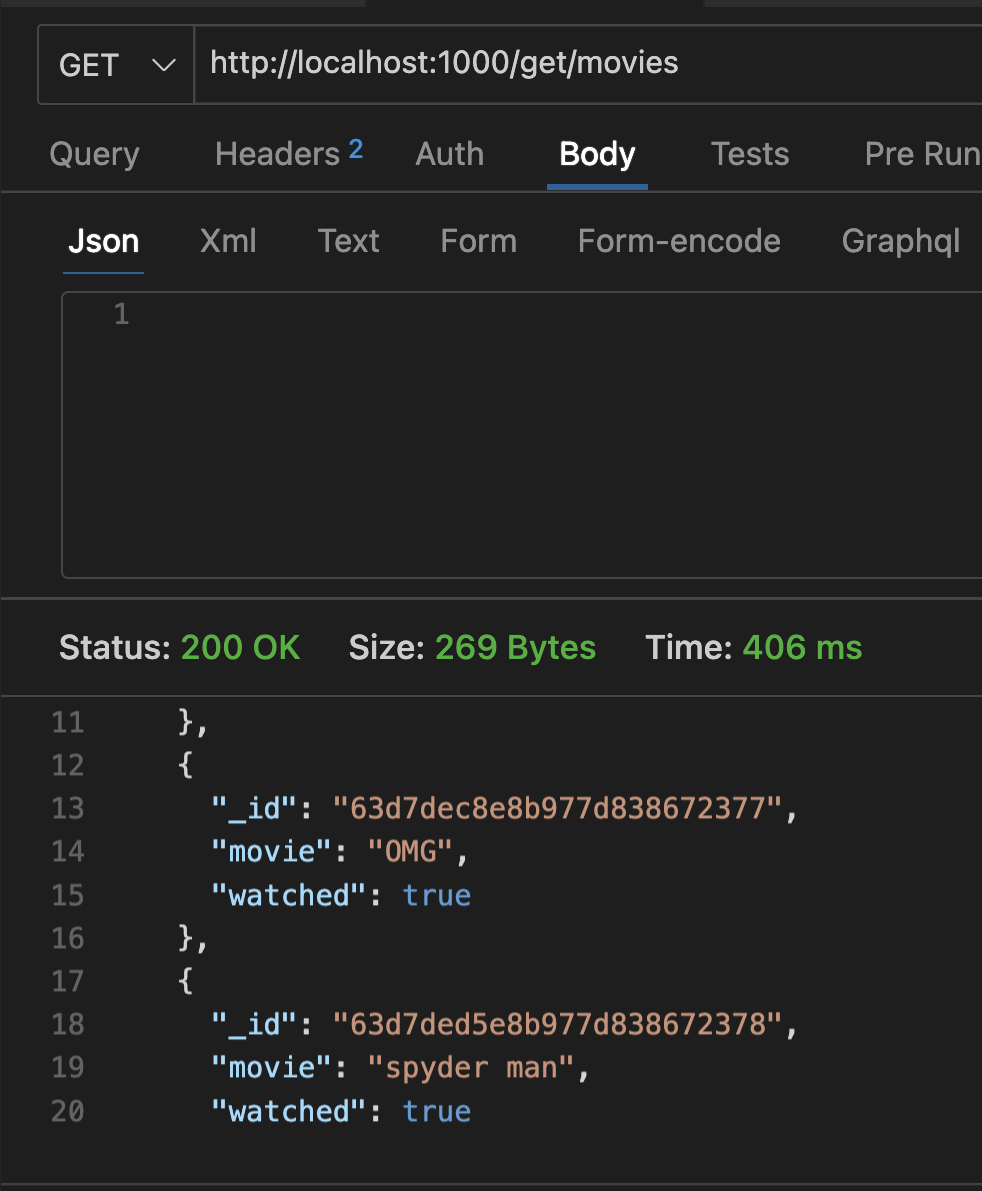 GET http://localhost:1000/get/movies
Query Headers 2 Auth Body Tests Pre Run
Json Xml Text Form Form-encode Graphql
1
Status: 200 OK Size: 269 Bytes Time: 406 ms
11 },
12 {
13 "_id": "63d7dec8e8b977d838672377",
14 "movie": "OMG",
15 "watched": true
16 },
17 {
18 "_id": "63d7ded5e8b977d838672378",
19 "movie": "spyder man",
20 "watched": true